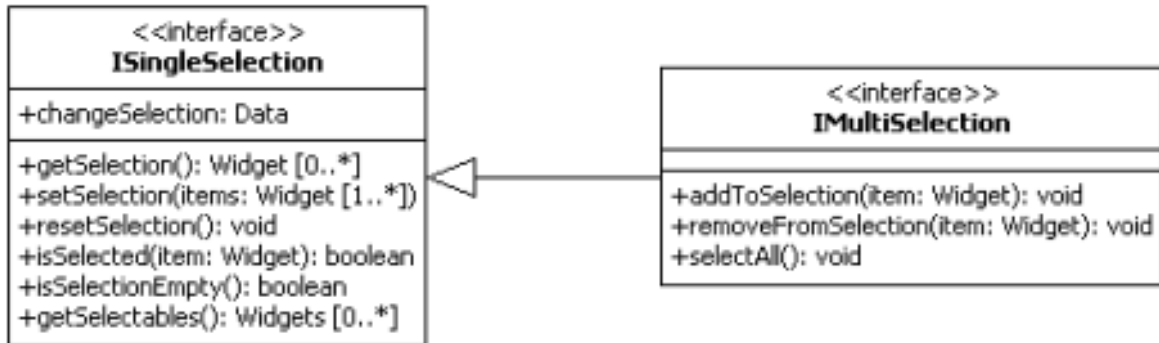 <<interface>>
ISingleSelection
+changeSelection: Data
+getSelection(): Widget [0..*]
+setSelection(items: Widget [1..*])
+resetSelection(): void
+isSelected(item: Widget): boolean
+isSelectionEmpty(): boolean
+getSelectables(): Widgets [0..*]
<<interface>>
IMultiSelection
+addToSelection(item: Widget): void
+removeFromSelection(item: Widget): void
+selectAll(): void